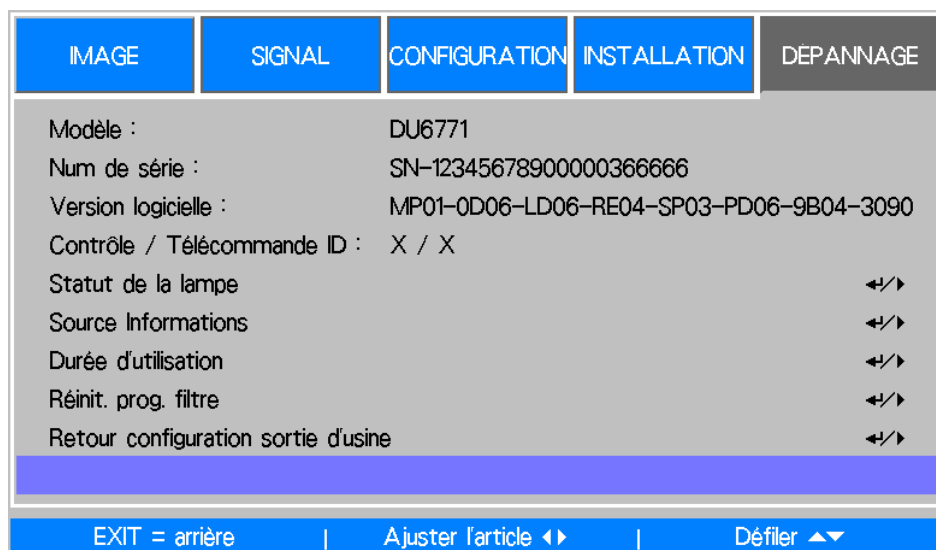 IMAGE SIGNAL CONFIGURATION INSTALLATION DÉPANNAGE
Modèle : DU6771
Num de série : SN-12345678900000366666
Version logicielle : MP01-0D06-LD06-RE04-SP03-PD06-9B04-3090
Contrôle / Télécommande ID : X / X
Statut de la lampe
Source Informations
Durée d'utilisation
Réinit. prog. filtre
Retour configuration sortie d'usine
EXIT = arrière | Ajuster l'article | Défiler